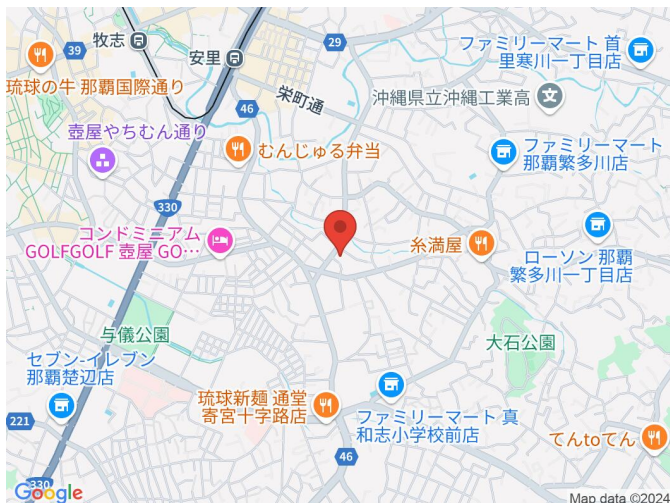 牧志
安里
29
39
ファミリーマート 首
里寒川一丁目店
琉球の牛 那覇国際通り
栄町通
46
沖縄県立沖縄工業高
文
壺屋やちむん通り
むんじゅる弁当
ファミリーマート
那覇繁多川店
330
コンドミニアム
GOLFGOLF 壺屋 GO…
糸満屋
ローソン 那覇
繁多川一丁目店
与儀公園
大石公園
セブン-イレブン
那覇楚辺店
琉球新麺 通堂
寄宮十字路店
ファミリーマート 真
和志小学校前店
221
てんtoてん
46
330
Google
Map data ©2024